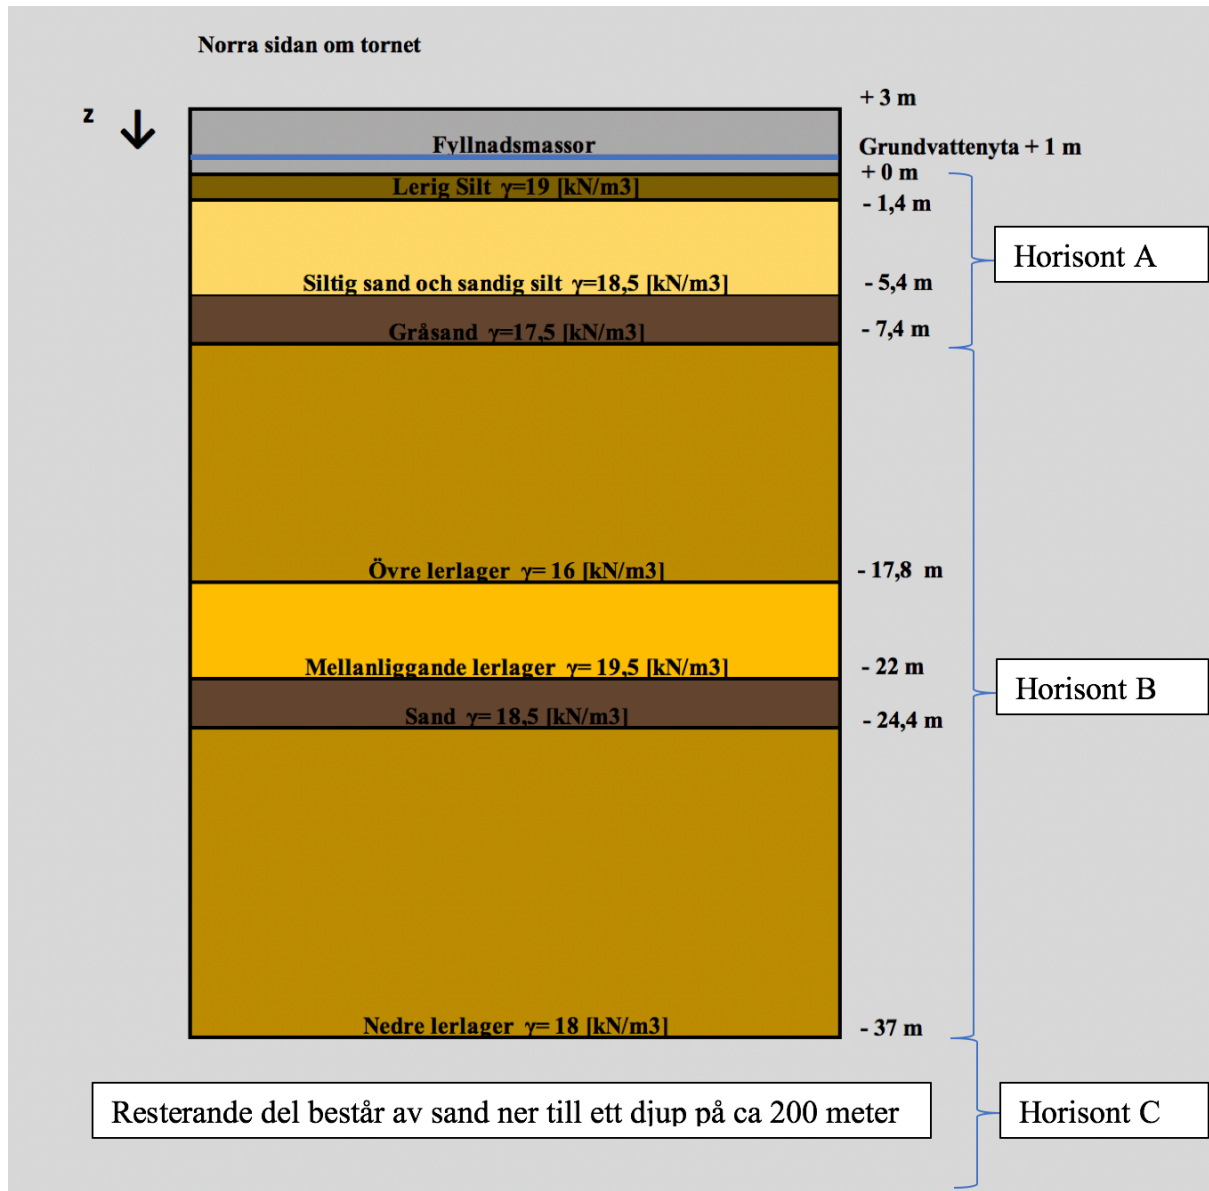 Norra sidan om tornet
z
+ 3 m
Fyllnadsmassor
Grundvattenyta + 1 m
+ 0 m
Lerig Silt γ=19 [kN/m3]
- 1,4 m
Horisont A
Siltig sand och sandig silt γ=18,5 [kN/m3]
- 5,4 m
Gråsand γ=17,5 [kN/m3]
- 7,4 m
Övre lerlager γ= 16 [kN/m3]
- 17,8 m
Mellanliggande lerlager γ= 19,5 [kN/m3]
- 22 m
Horisont B
Sand γ= 18,5 [kN/m3]
- 24,4 m
Nedre lerlager γ= 18 [kN/m3]
- 37 m
Resterande del består av sand ner till ett djup på ca 200 meter
Horisont C